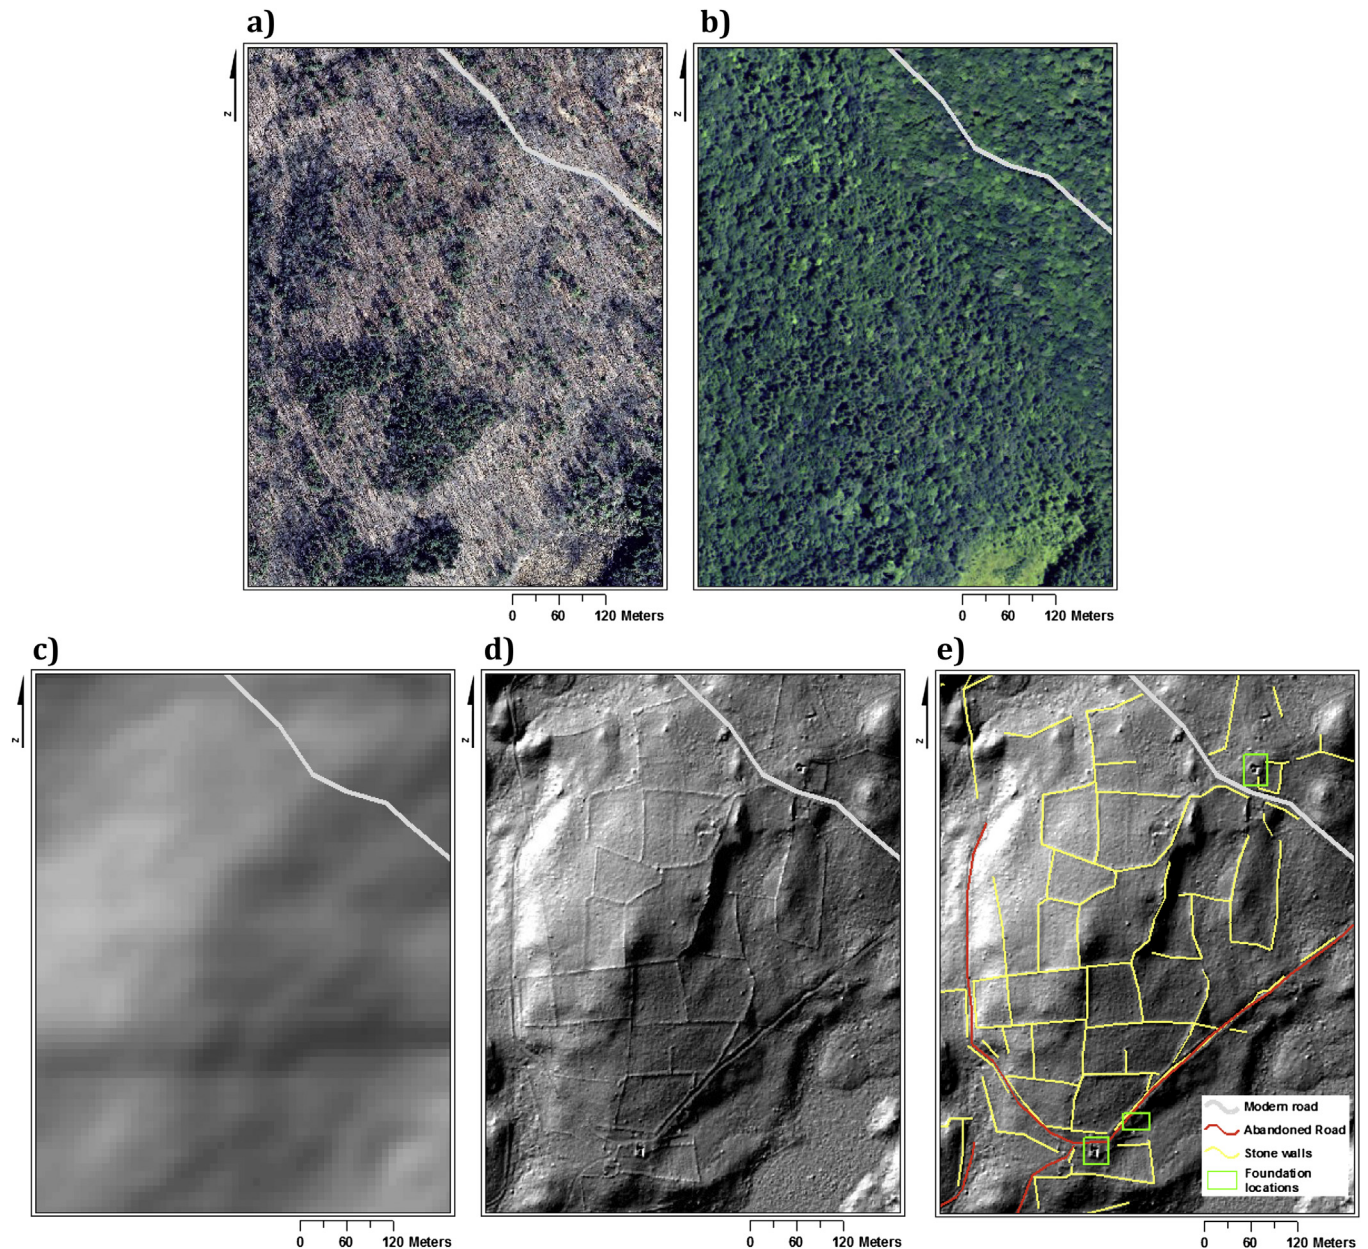 a)
b)
z
z
0 60 120 Meters
0 60 120 Meters
c)
d)
e)
z
z
z
Modern road
Abandoned Road
Stone walls
Foundation
locations
0 60 120 Meters
0 60 120 Meters
0 60 120 Meters